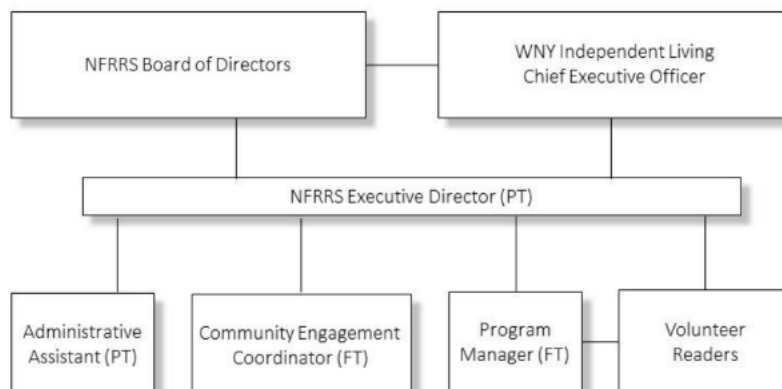 NFRRS Board of Directors
WNY Independent Living
Chief Executive Officer
NFRRS Executive Director (PT)
Administrative
Assistant (PT)
Community Engagement
Coordinator (FT)
Program
Manager (FT)
Volunteer
Readers